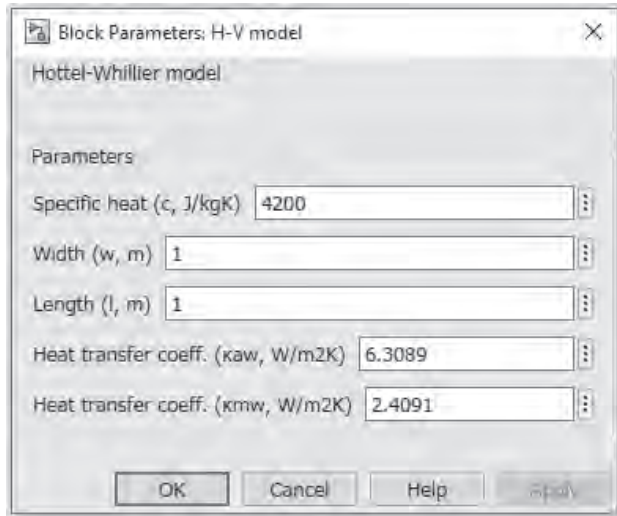 Block Parameters: H-V model
Hottel-Whillier model
Parameters
Specific heat (c, J/kgK) 4200
Width (w, m) 1
Length (l, m) 1
Heat transfer coeff. (κaw, W/m2K) 6.3089
Heat transfer coeff. (κmw, W/m2K) 2.4091
OK Cancel Help Apply